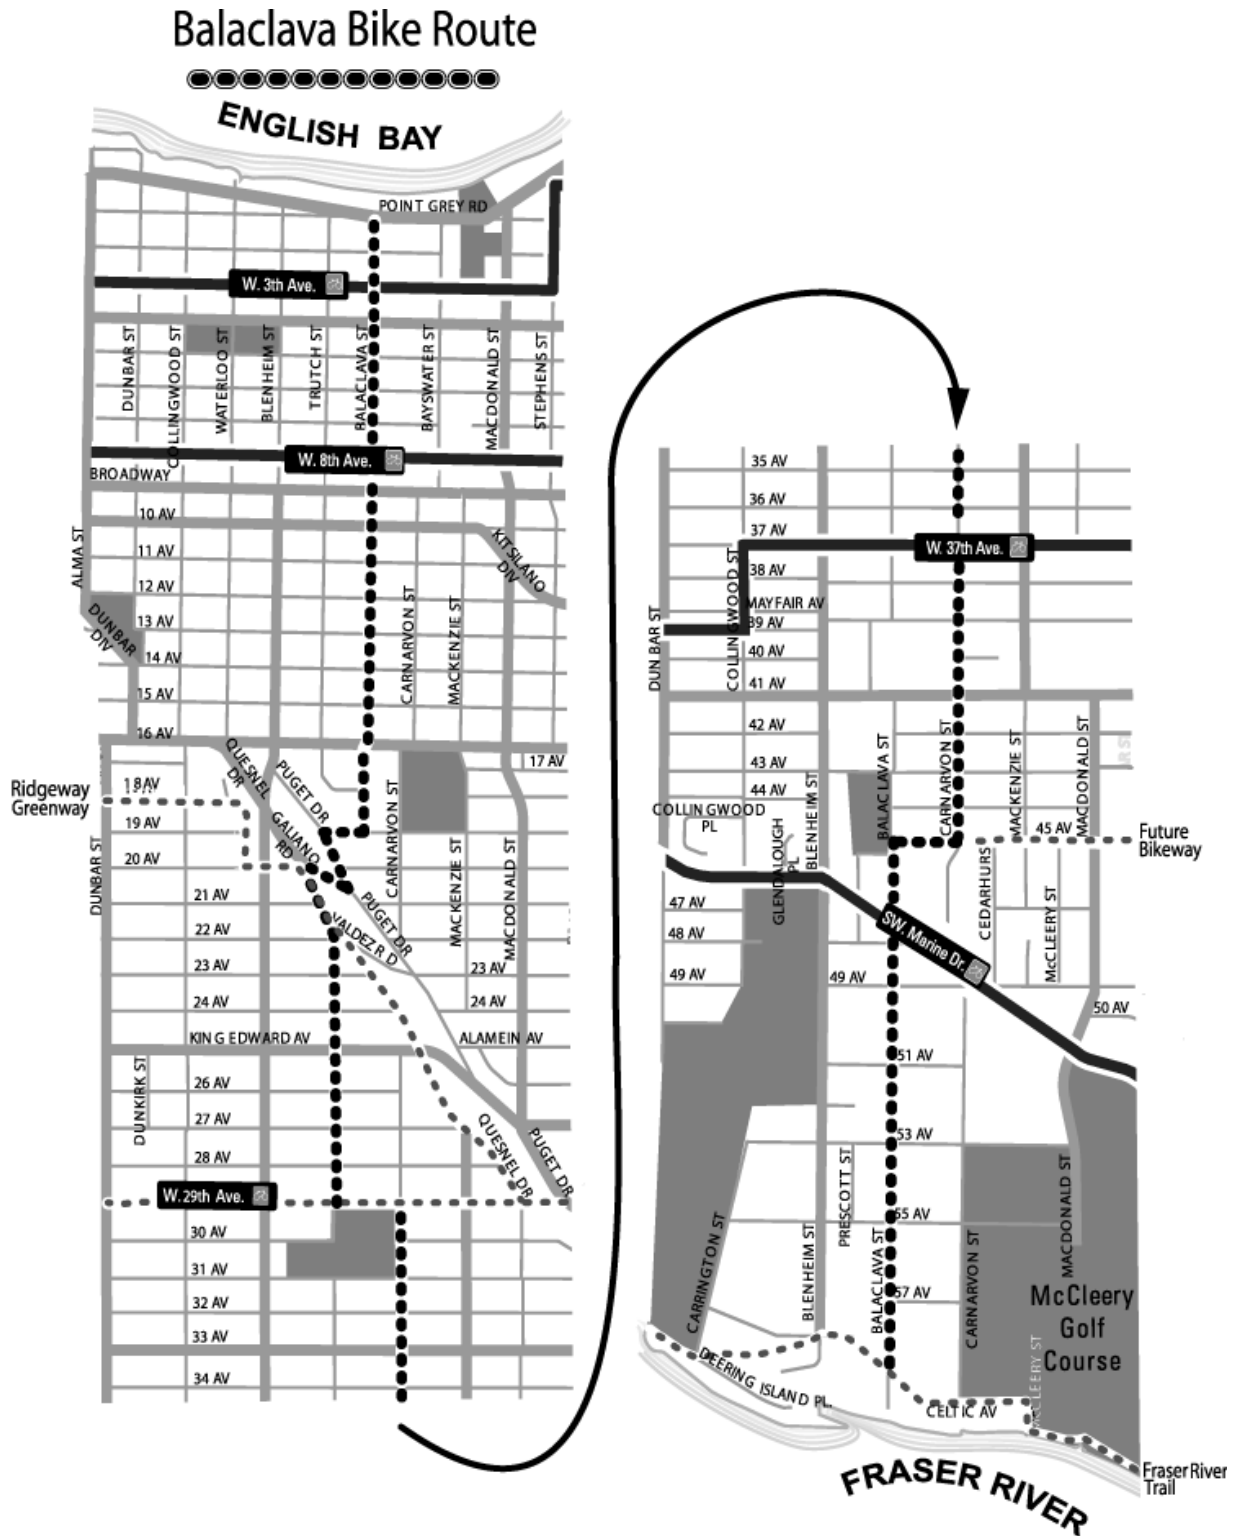 Balaclava Bike Route
ENGLISH BAY
POINT GREY RD
W. 3th Ave.
DUNBAR ST
COLLINGWOOD ST
WATERLOO ST
BLENHEIM ST
TRUTCH ST
BALACLAVA ST
BAYSWATER ST
MACDONALD ST
STEPHENS ST
W. 8th Ave.
BROADWAY
10 AV
KITSILANO
DIV
ALMA ST
11 AV
12 AV
DUNBAR
DIV
13 AV
CARNARVON ST
MACKENZIE ST
14 AV
15 AV
16 AV
QUESNEL
DR
17 AV
PUGET DR
Ridgeway
Greenway
18 AV
19 AV
GALIANO
RD
CARNARVON ST
20 AV
DUNBAR ST
MACKENZIE ST
MACDONALD ST
21 AV
PUGET DR
VALDEZ RD
22 AV
23 AV
23 AV
24 AV
24 AV
KING EDWARD AV
ALAMEIN AV
DUNKIRK ST
26 AV
27 AV
QUESNEL DR
PUGET DR
28 AV
W. 29th Ave.
30 AV
31 AV
32 AV
33 AV
34 AV
35 AV
36 AV
37 AV
W. 37th Ave.
COLLINGWOOD ST
38 AV
MAYFAIR AV
39 AV
DUNBAR ST
40 AV
41 AV
42 AV
43 AV
44 AV
BALACLAVA ST
CARNARVON ST
MACKENZIE ST
MACDONALD ST
COLLINGWOOD
PL
BLENHEIM ST
GLENDALOUGH
PL
45 AV
Future
Bikeway
CEDARHURS
McCLEERY ST
47 AV
48 AV
SW. Marine Dr.
49 AV
49 AV
50 AV
51 AV
53 AV
PRESCOTT ST
MACDONALD ST
55 AV
CARRINGTON ST
BLENHEIM ST
BALACLAVA ST
CARNARVON ST
57 AV
McCleery
Golf
Course
McCLEERY ST
DEERING ISLAND PL.
CELTIC AV
FRASER RIVER
Fraser River
Trail